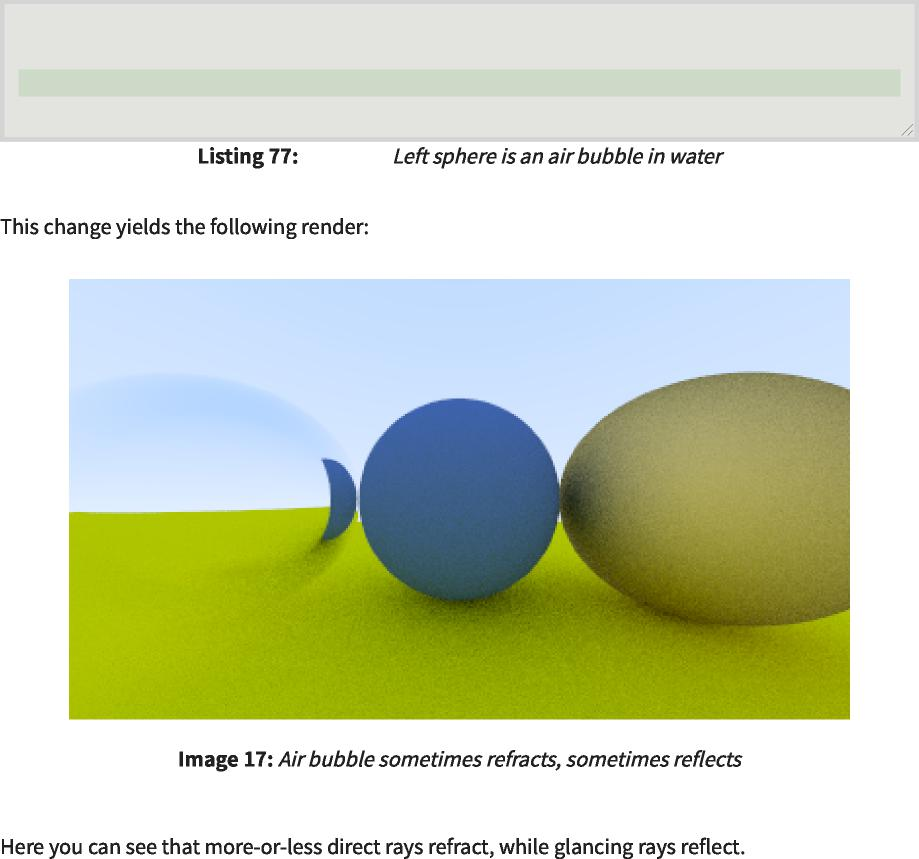 Listing 77: Left sphere is an air bubble in water
This change yields the following render:
Image 17: Air bubble sometimes refracts, sometimes reflects
Here you can see that more-or-less direct rays refract, while glancing rays reflect.